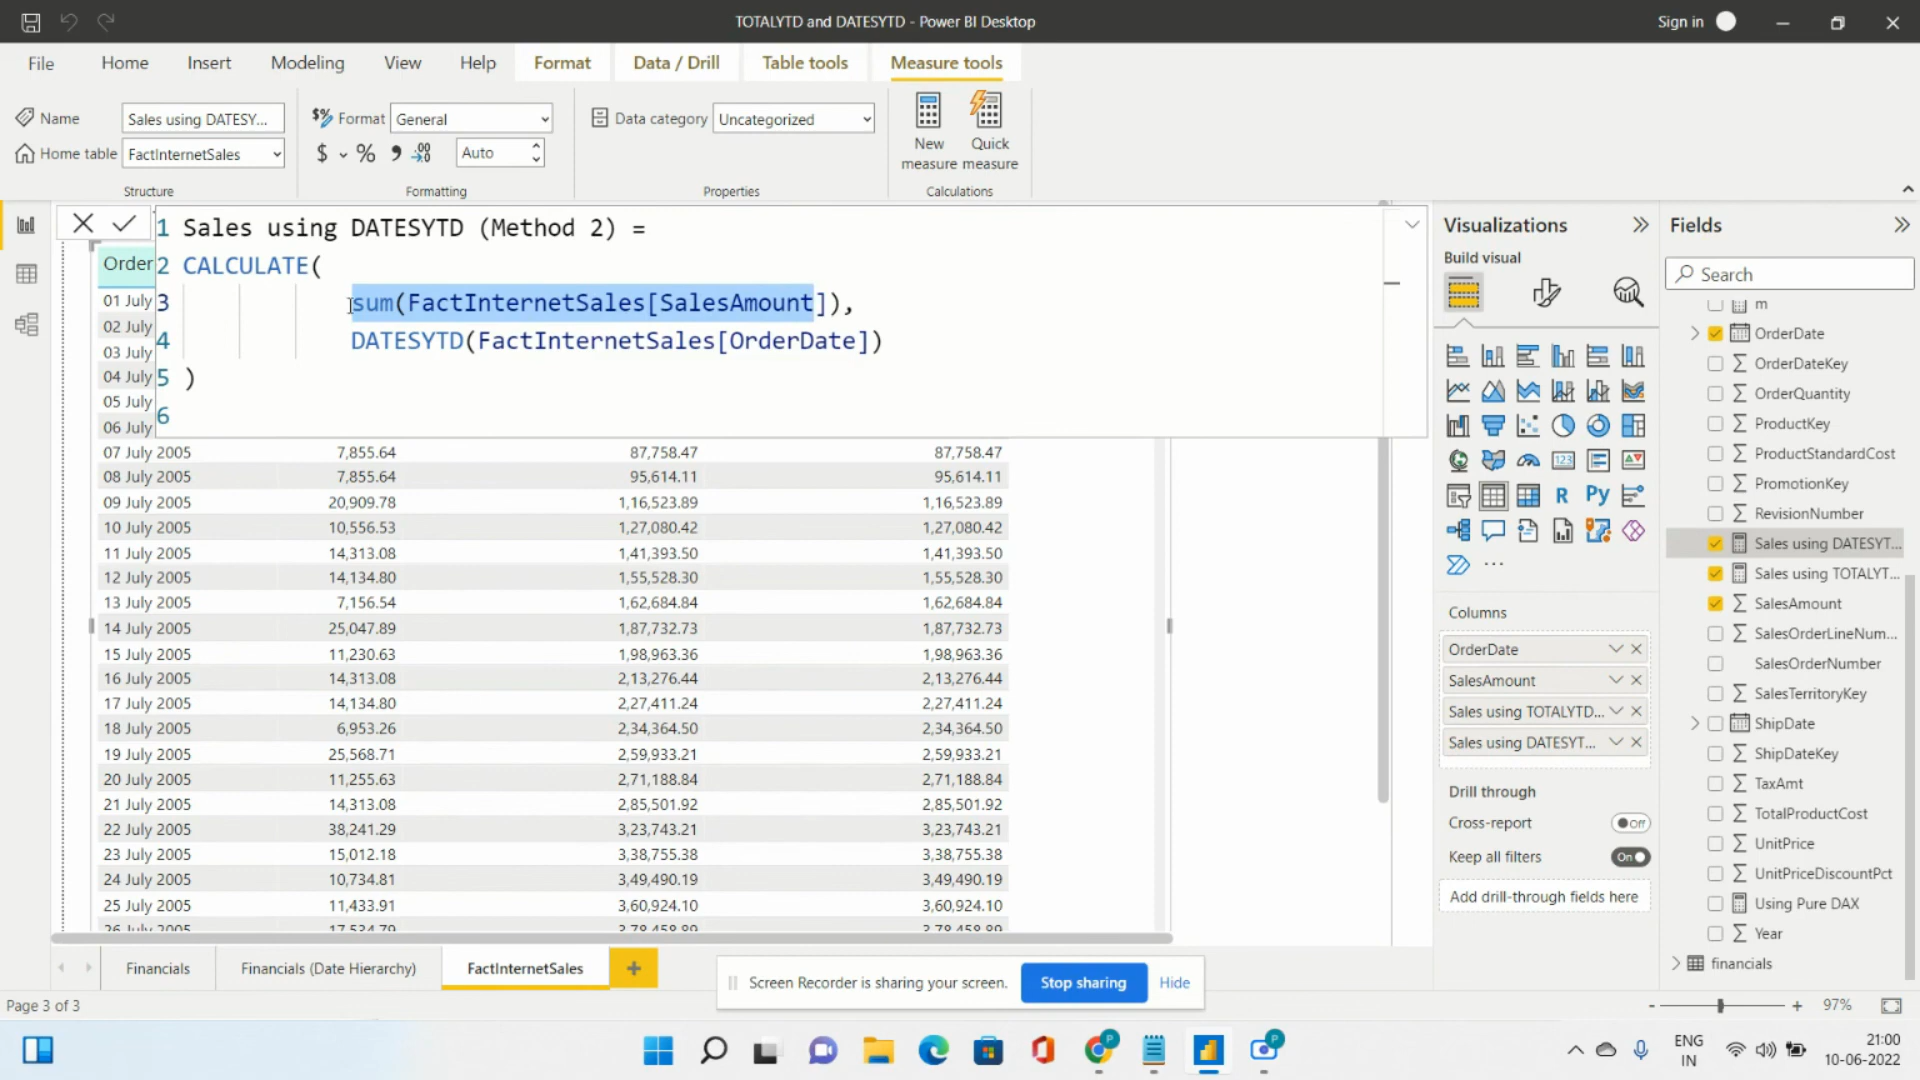 TOTALYTD and DATESYTD - Power BI Desktop
Sign in
File
Home
Insert
Modeling
View
Help
Format
Data / Drill
Table tools
Measure tools
Name
Sales using DATESY...
Home table
FactInternetSales
Structure
$% Format
General
$ % 9 .00
Auto
Formatting
Data category
Uncategorized
Properties
New measure
Quick measure
Calculations
1 Sales using DATESYTD (Method 2) =
2 CALCULATE(
3 sum(FactInternetSales[SalesAmount]),
4 DATESYTD(FactInternetSales[OrderDate])
5 )
6
Order
01 July
02 July
03 July
04 July
05 July
06 July
07 July 2005 7,855.64 87,758.47 87,758.47
08 July 2005 7,855.64 95,614.11 95,614.11
09 July 2005 20,909.78 1,16,523.89 1,16,523.89
10 July 2005 10,556.53 1,27,080.42 1,27,080.42
11 July 2005 14,313.08 1,41,393.50 1,41,393.50
12 July 2005 14,134.80 1,55,528.30 1,55,528.30
13 July 2005 7,156.54 1,62,684.84 1,62,684.84
14 July 2005 25,047.89 1,87,732.73 1,87,732.73
15 July 2005 11,230.63 1,98,963.36 1,98,963.36
16 July 2005 14,313.08 2,13,276.44 2,13,276.44
17 July 2005 14,134.80 2,27,411.24 2,27,411.24
18 July 2005 6,953.26 2,34,364.50 2,34,364.50
19 July 2005 25,568.71 2,59,933.21 2,59,933.21
20 July 2005 11,255.63 2,71,188.84 2,71,188.84
21 July 2005 14,313.08 2,85,501.92 2,85,501.92
22 July 2005 38,241.29 3,23,743.21 3,23,743.21
23 July 2005 15,012.18 3,38,755.38 3,38,755.38
24 July 2005 10,734.81 3,49,490.19 3,49,490.19
25 July 2005 11,433.91 3,60,924.10 3,60,924.10
26 July 2005 17,534.79 3,78,458.89 3,78,458.89
Visualizations
Build visual
123
R
Py
...
Columns
OrderDate
SalesAmount
Sales using TOTALYTD...
Sales using DATESYT...
Drill through
Cross-report
Off
Keep all filters
On
Add drill-through fields here
Fields
Search
m
OrderDate
OrderDateKey
OrderQuantity
ProductKey
ProductStandardCost
PromotionKey
RevisionNumber
Sales using DATESYT...
Sales using TOTALYT...
SalesAmount
SalesOrderLineNum...
SalesOrderNumber
SalesTerritoryKey
ShipDate
ShipDateKey
TaxAmt
TotalProductCost
UnitPrice
UnitPriceDiscountPct
Using Pure DAX
Year
financials
Financials
Financials (Date Hierarchy)
FactInternetSales
+
Screen Recorder is sharing your screen.
Stop sharing
Hide
Page 3 of 3
- + 97%
ENG
IN
21:00
10-06-2022